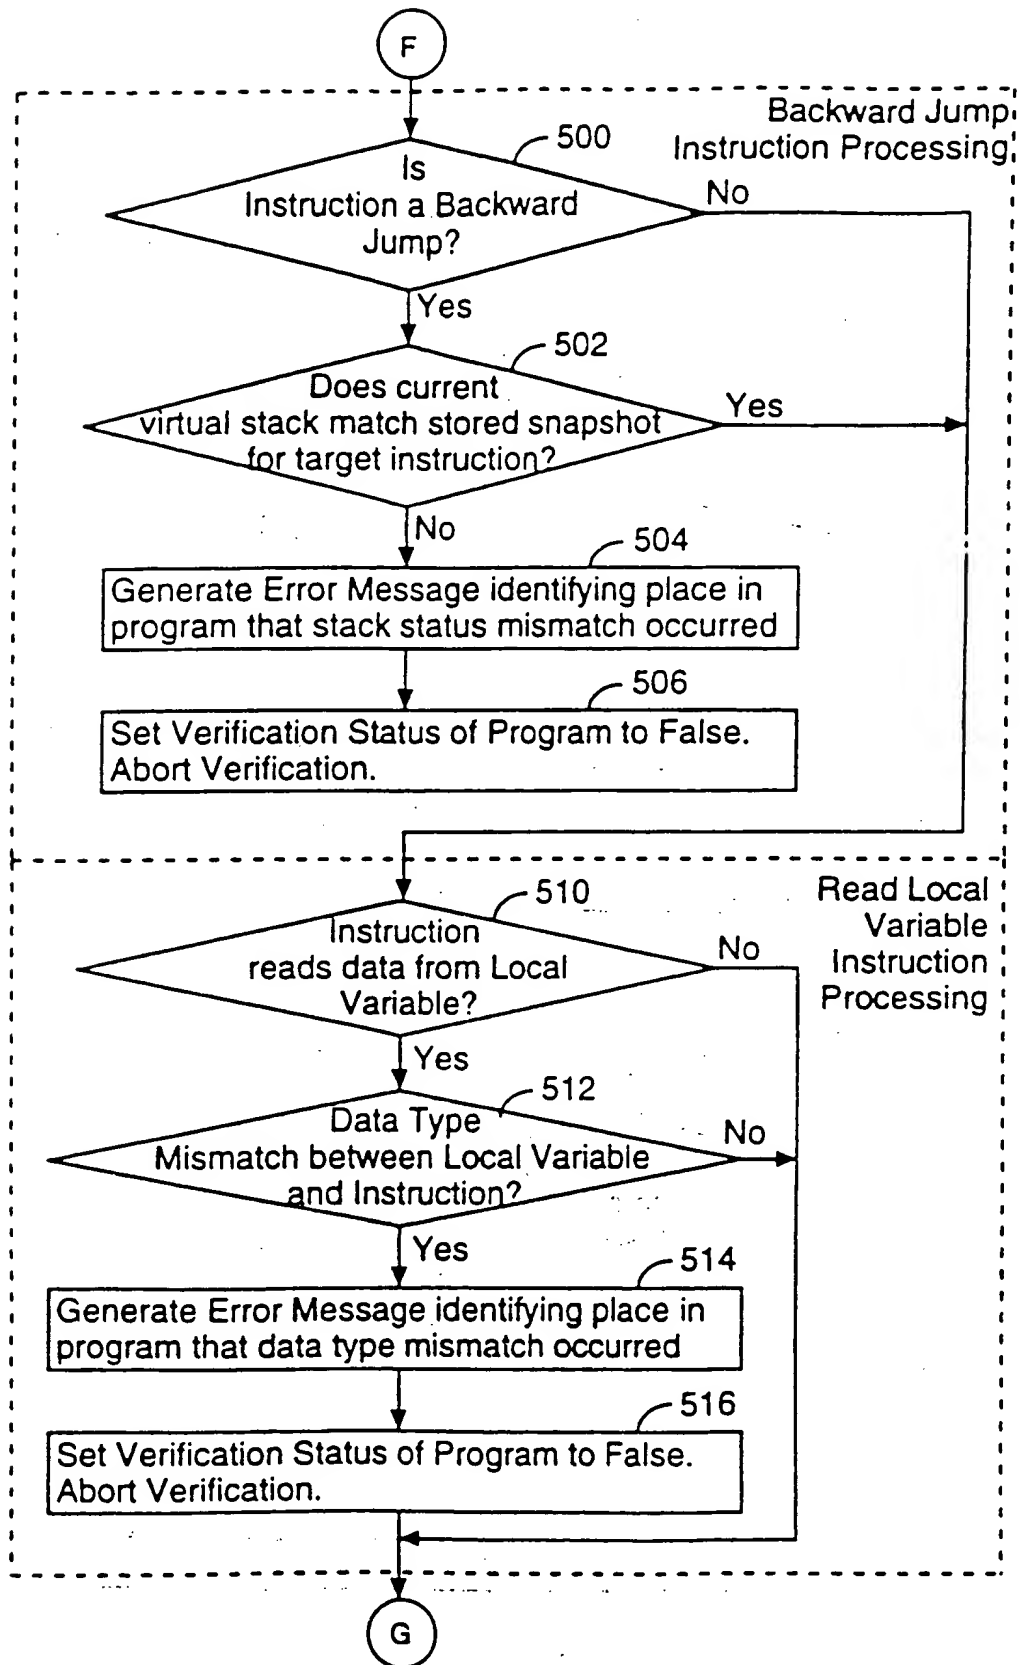 F
Backward Jump
Instruction Processing
500
Is
Instruction a Backward
Jump?
No
Yes
502
Does current
virtual stack match stored snapshot
for target instruction?
Yes
No
504
Generate Error Message identifying place in
program that stack status mismatch occurred
506
Set Verification Status of Program to False.
Abort Verification.
Read Local
Variable
Instruction
Processing
510
Instruction
reads data from Local
Variable?
No
Yes
512
Data Type
Mismatch between Local Variable
and Instruction?
No
Yes
514
Generate Error Message identifying place in
program that data type mismatch occurred
516
Set Verification Status of Program to False.
Abort Verification.
G